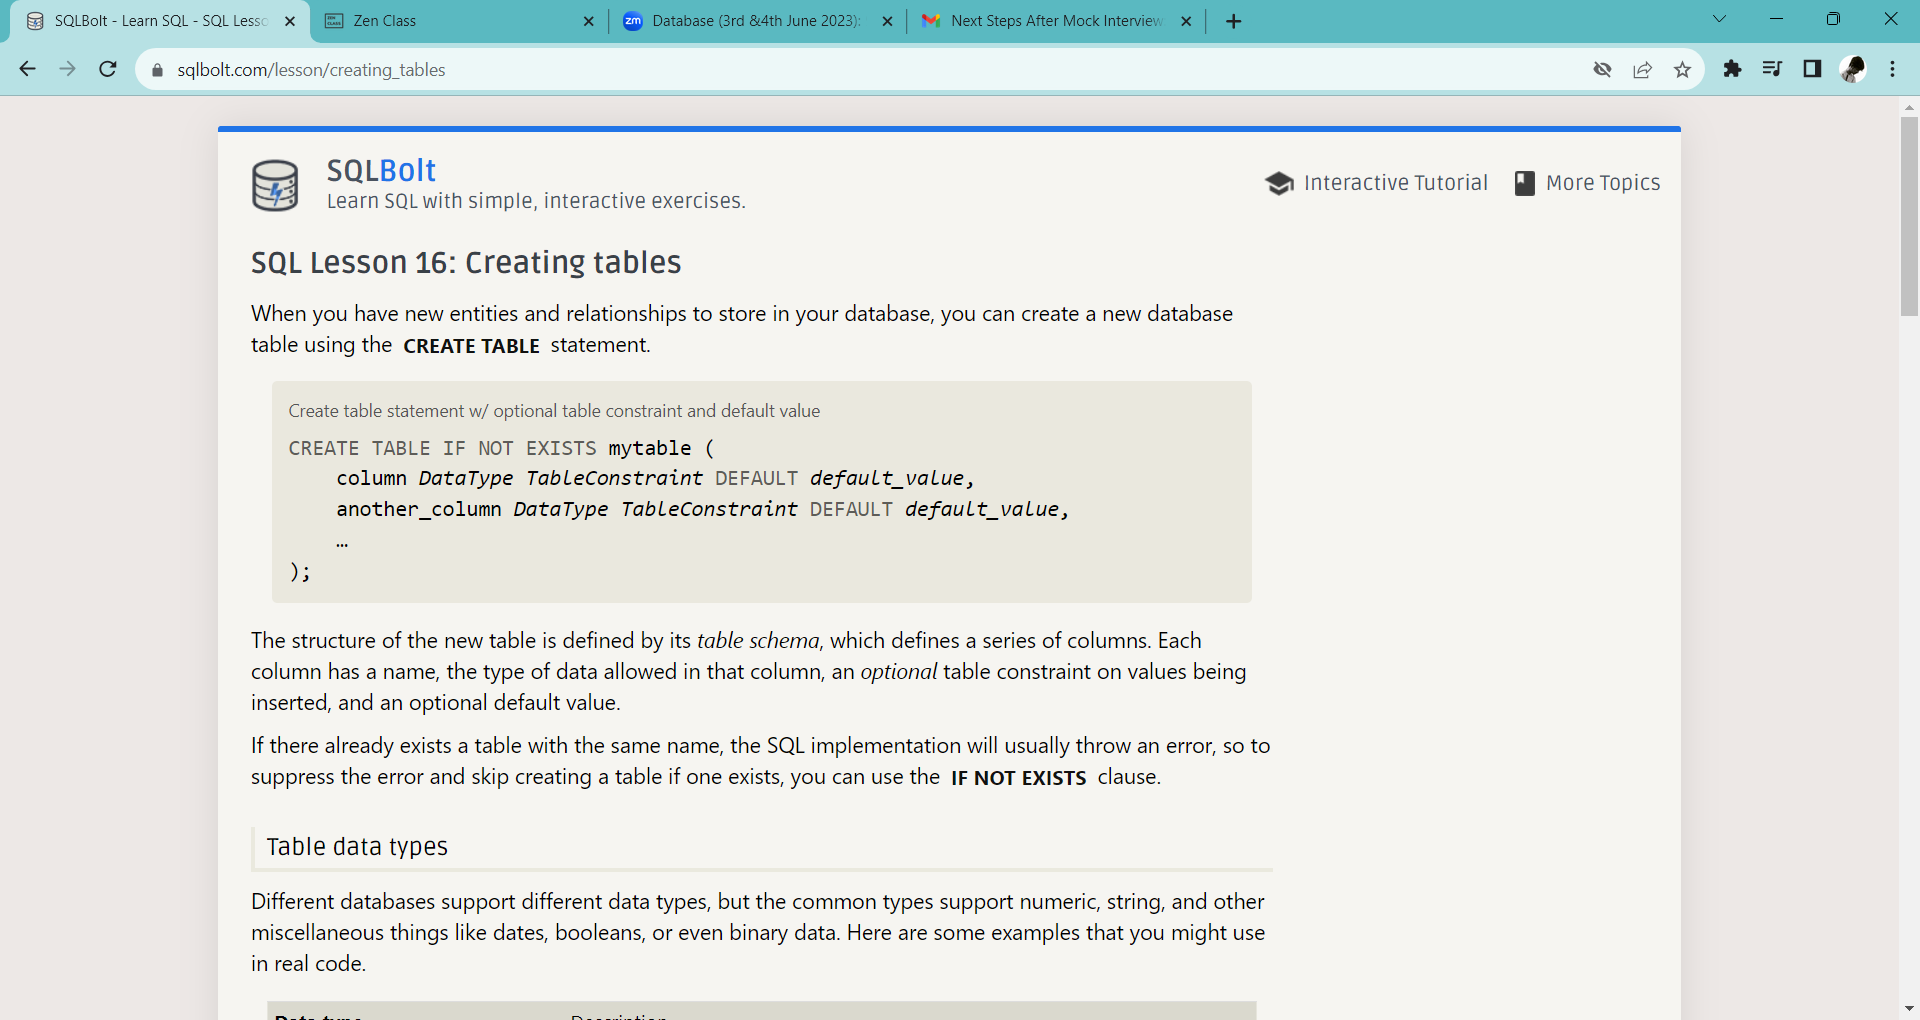 SQLBolt - Learn SQL - SQL Lesso
Zen Class
zm Database (3rd &4th June 2023):
Next Steps After Mock Interview
sqlbolt.com/lesson/creating_tables
SQLBolt
Learn SQL with simple, interactive exercises.
Interactive Tutorial
More Topics
SQL Lesson 16: Creating tables
When you have new entities and relationships to store in your database, you can create a new database
table using the CREATE TABLE statement.
Create table statement w/ optional table constraint and default value
CREATE TABLE IF NOT EXISTS mytable (
column DataType TableConstraint DEFAULT default_value,
another_column DataType TableConstraint DEFAULT default_value,
…
);
The structure of the new table is defined by its table schema, which defines a series of columns. Each
column has a name, the type of data allowed in that column, an optional table constraint on values being
inserted, and an optional default value.
If there already exists a table with the same name, the SQL implementation will usually throw an error, so to
suppress the error and skip creating a table if one exists, you can use the IF NOT EXISTS clause.
Table data types
Different databases support different data types, but the common types support numeric, string, and other
miscellaneous things like dates, booleans, or even binary data. Here are some examples that you might use
in real code.
Data type Description